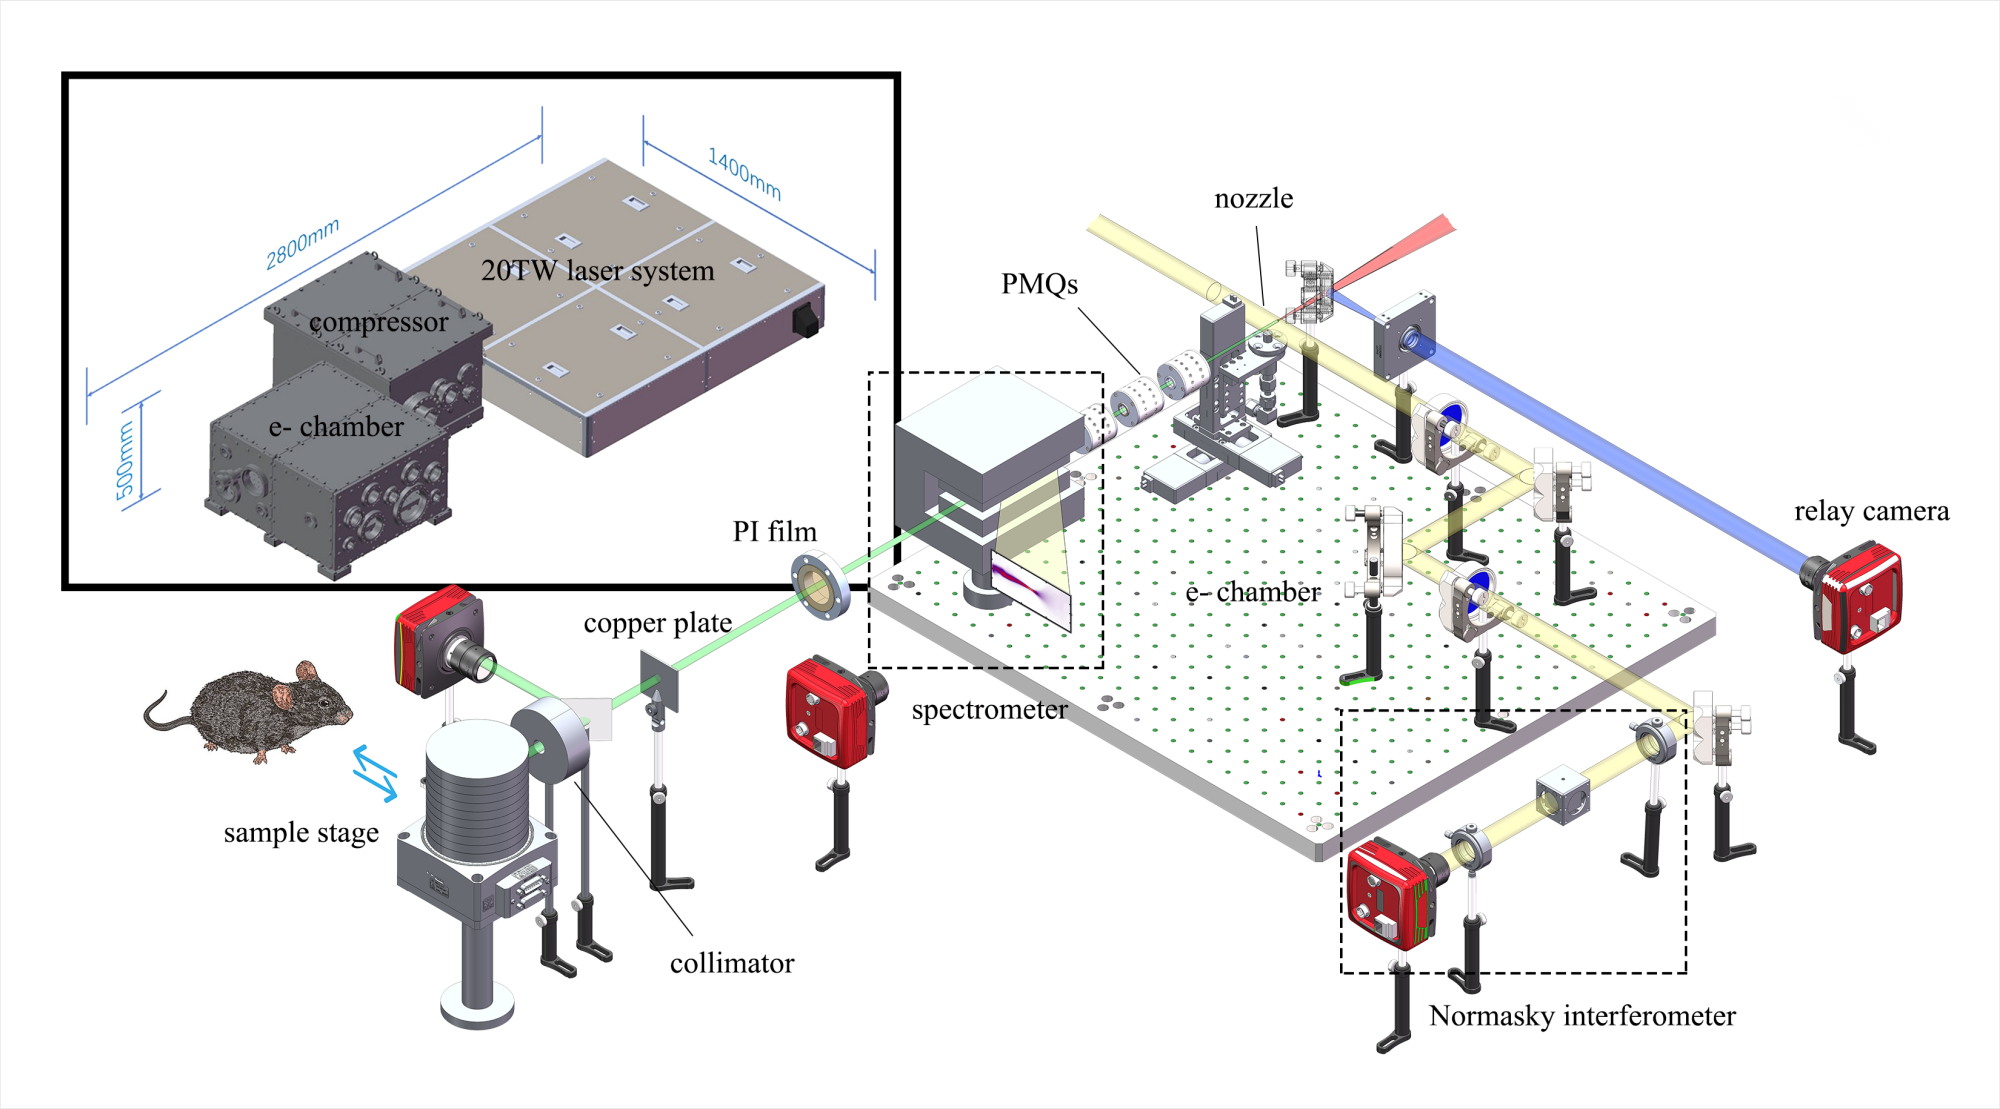 1400mm
2800mm
20TW laser system
compressor
e- chamber
500mm
nozzle
PMQs
PI film
relay camera
e- chamber
copper plate
spectrometer
sample stage
collimator
Normasky interferometer